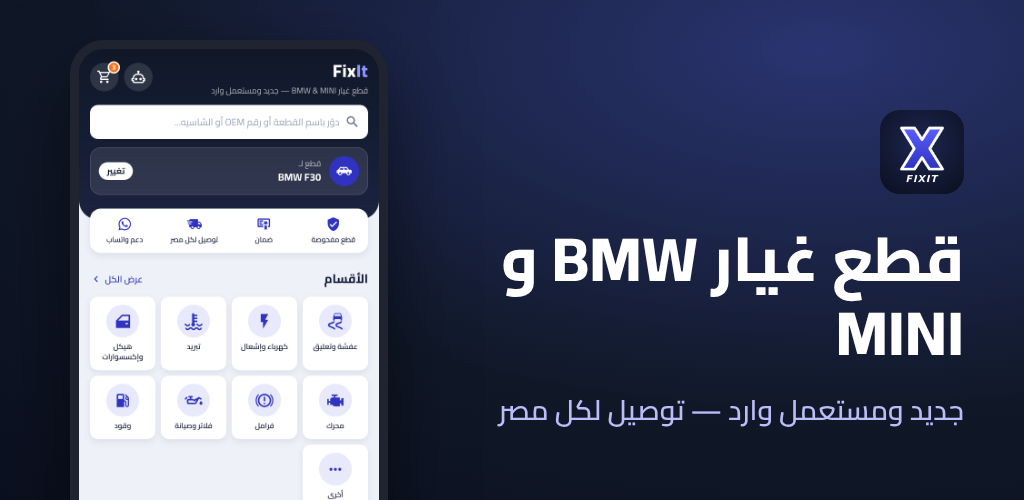 FixIt
قطع غيار BMW & MINI — جديد ومستعمل وارد
دوّر باسم القطعة أو رقم OEM أو الشاسيه...
قطع لـ
BMW F30
تغيير
قطع مفحوصة
ضمان
توصيل لكل مصر
دعم واتساب
الأقسام
عرض الكل
عفشة وتعليق
كهرباء وإشعال
تبريد
هيكل
وإكسسوارات
محرك
فرامل
فلاتر وصيانة
وقود
أخرى
X
FIXIT
قطع غيار BMW و
MINI
جديد ومستعمل وارد — توصيل لكل مصر